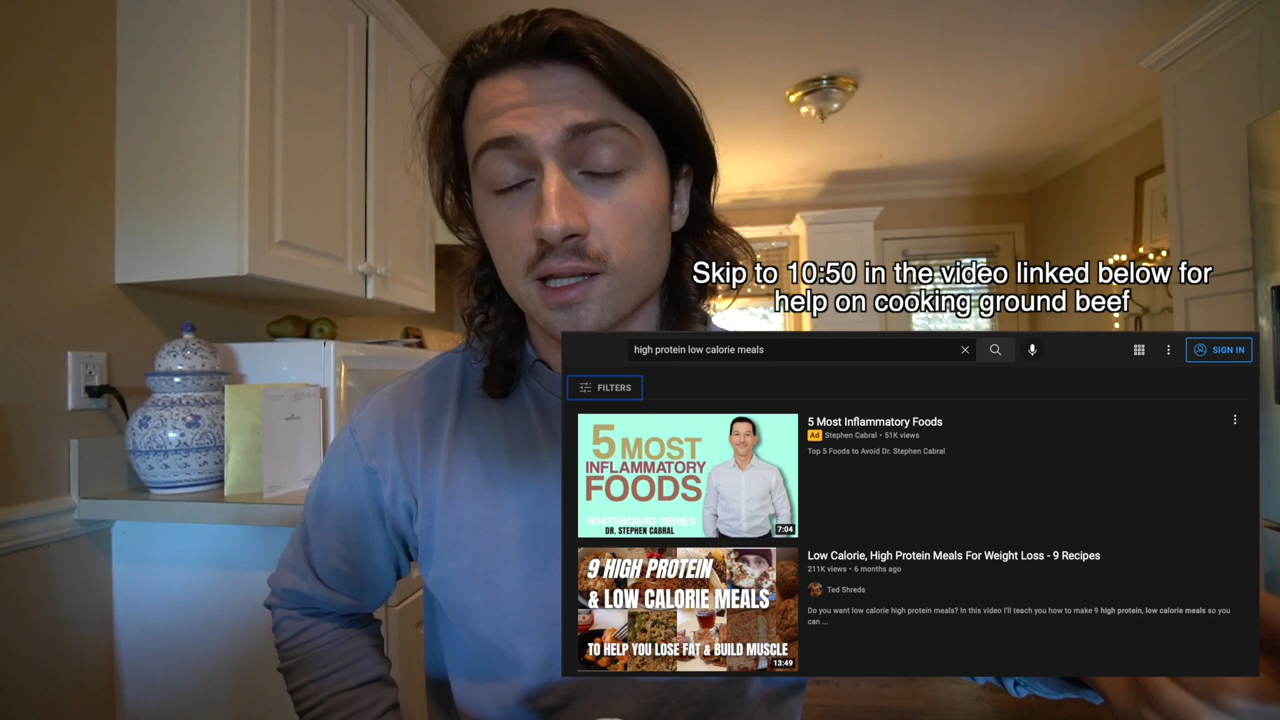 Skip to 10:50 in the video linked below for
help on cooking ground beef
high protein low calorie meals
SIGN IN
FILTERS
5 MOST
INFLAMMATORY
FOODS
WHITEBOARD SERIES
DR. STEPHEN CABRAL
7:04
5 Most Inflammatory Foods
Ad Stephen Cabral • 51K views
Top 5 Foods to Avoid Dr. Stephen Cabral
9 HIGH PROTEIN
& LOW CALORIE MEALS
TO HELP YOU LOSE FAT & BUILD MUSCLE
13:49
Low Calorie, High Protein Meals For Weight Loss - 9 Recipes
211K views • 6 months ago
Ted Shreds
Do you want low calorie high protein meals? In this video I'll teach you how to make 9 high protein, low calorie meals so you
can ...